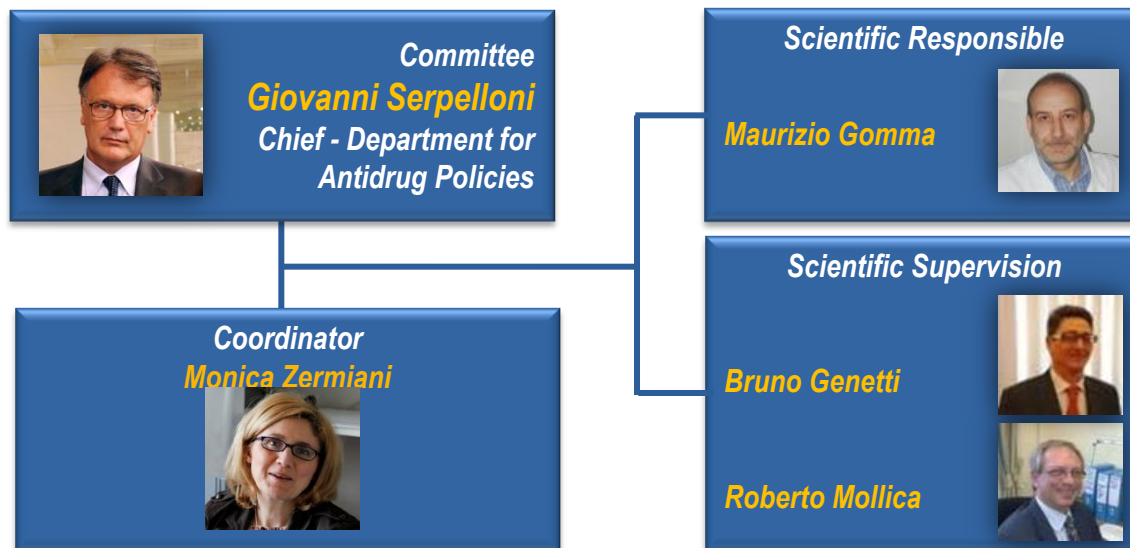 Committee
Giovanni Serpelloni
Chief - Department for
Antidrug Policies
Scientific Responsible
Maurizio Gomma
Coordinator
Monica Zermiani
Scientific Supervision
Bruno Genetti
Roberto Mollica